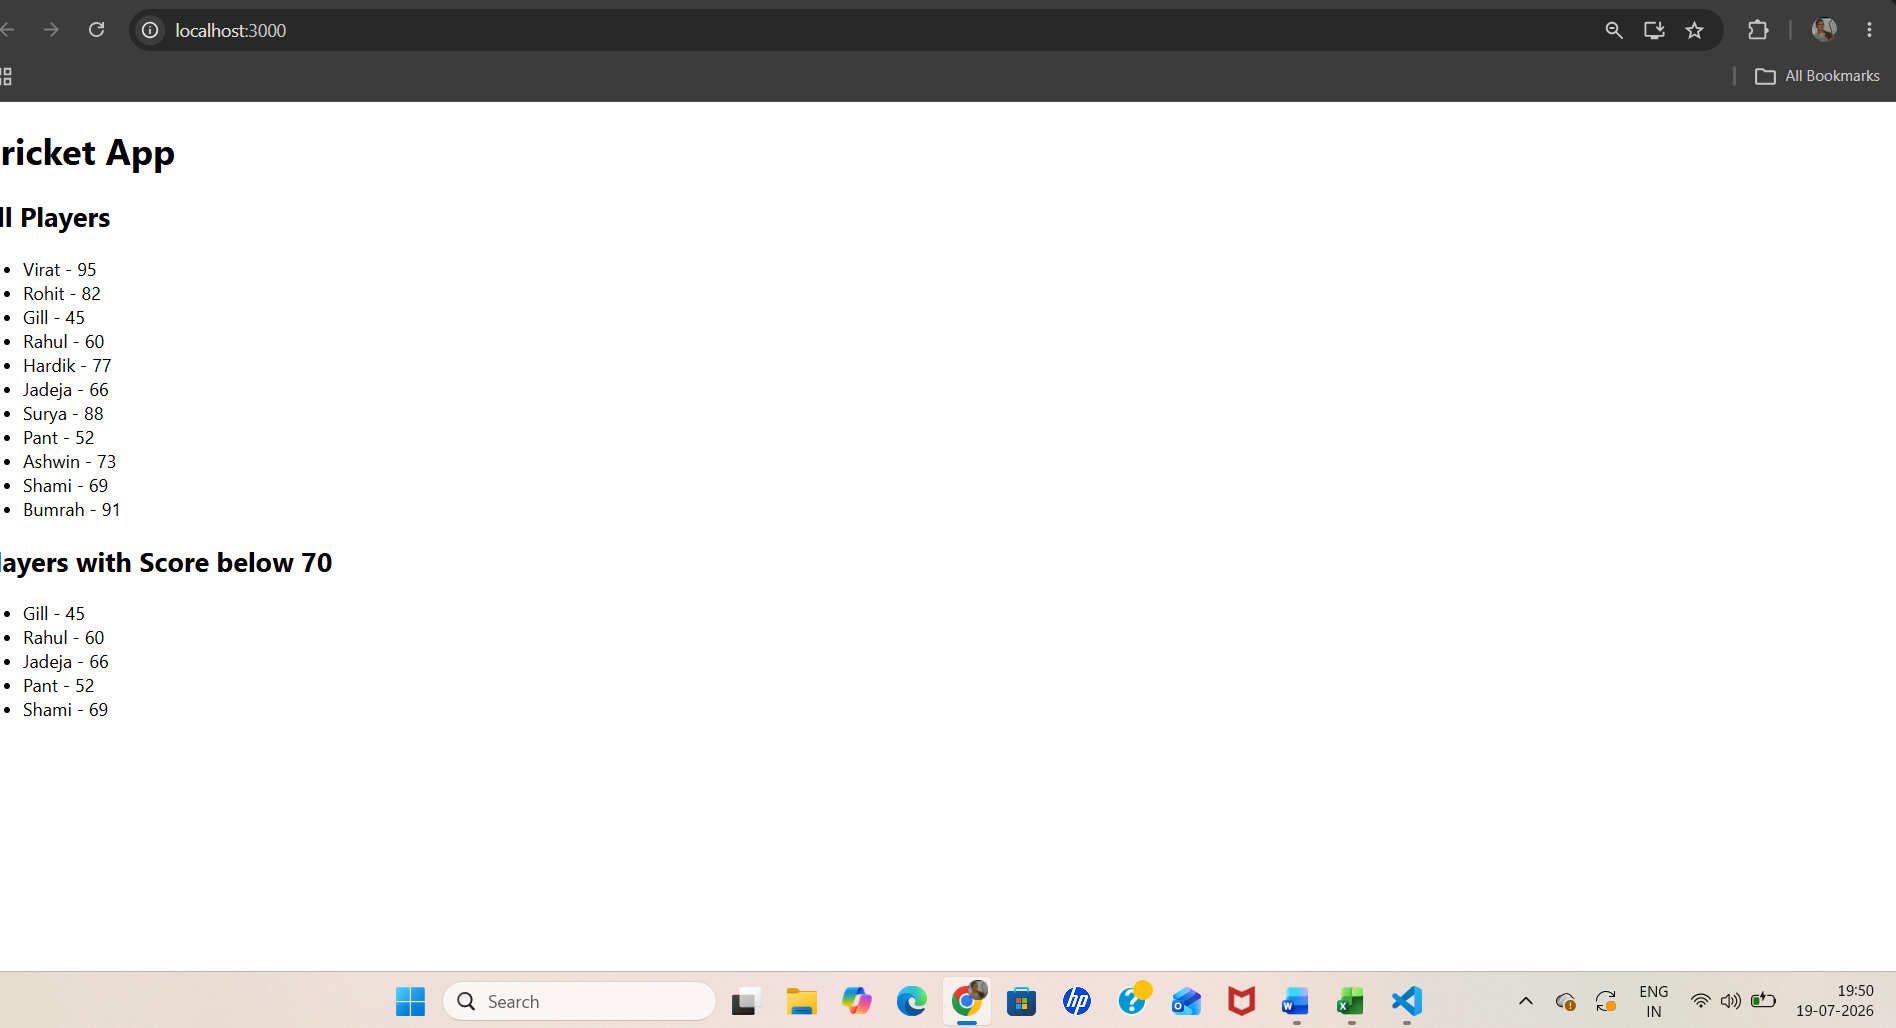 localhost:3000
All Bookmarks
ricket App
ll Players
Virat - 95
Rohit - 82
Gill - 45
Rahul - 60
Hardik - 77
Jadeja - 66
Surya - 88
Pant - 52
Ashwin - 73
Shami - 69
Bumrah - 91
layers with Score below 70
Gill - 45
Rahul - 60
Jadeja - 66
Pant - 52
Shami - 69
Search
hp
ENG
IN
19:50
19-07-2026